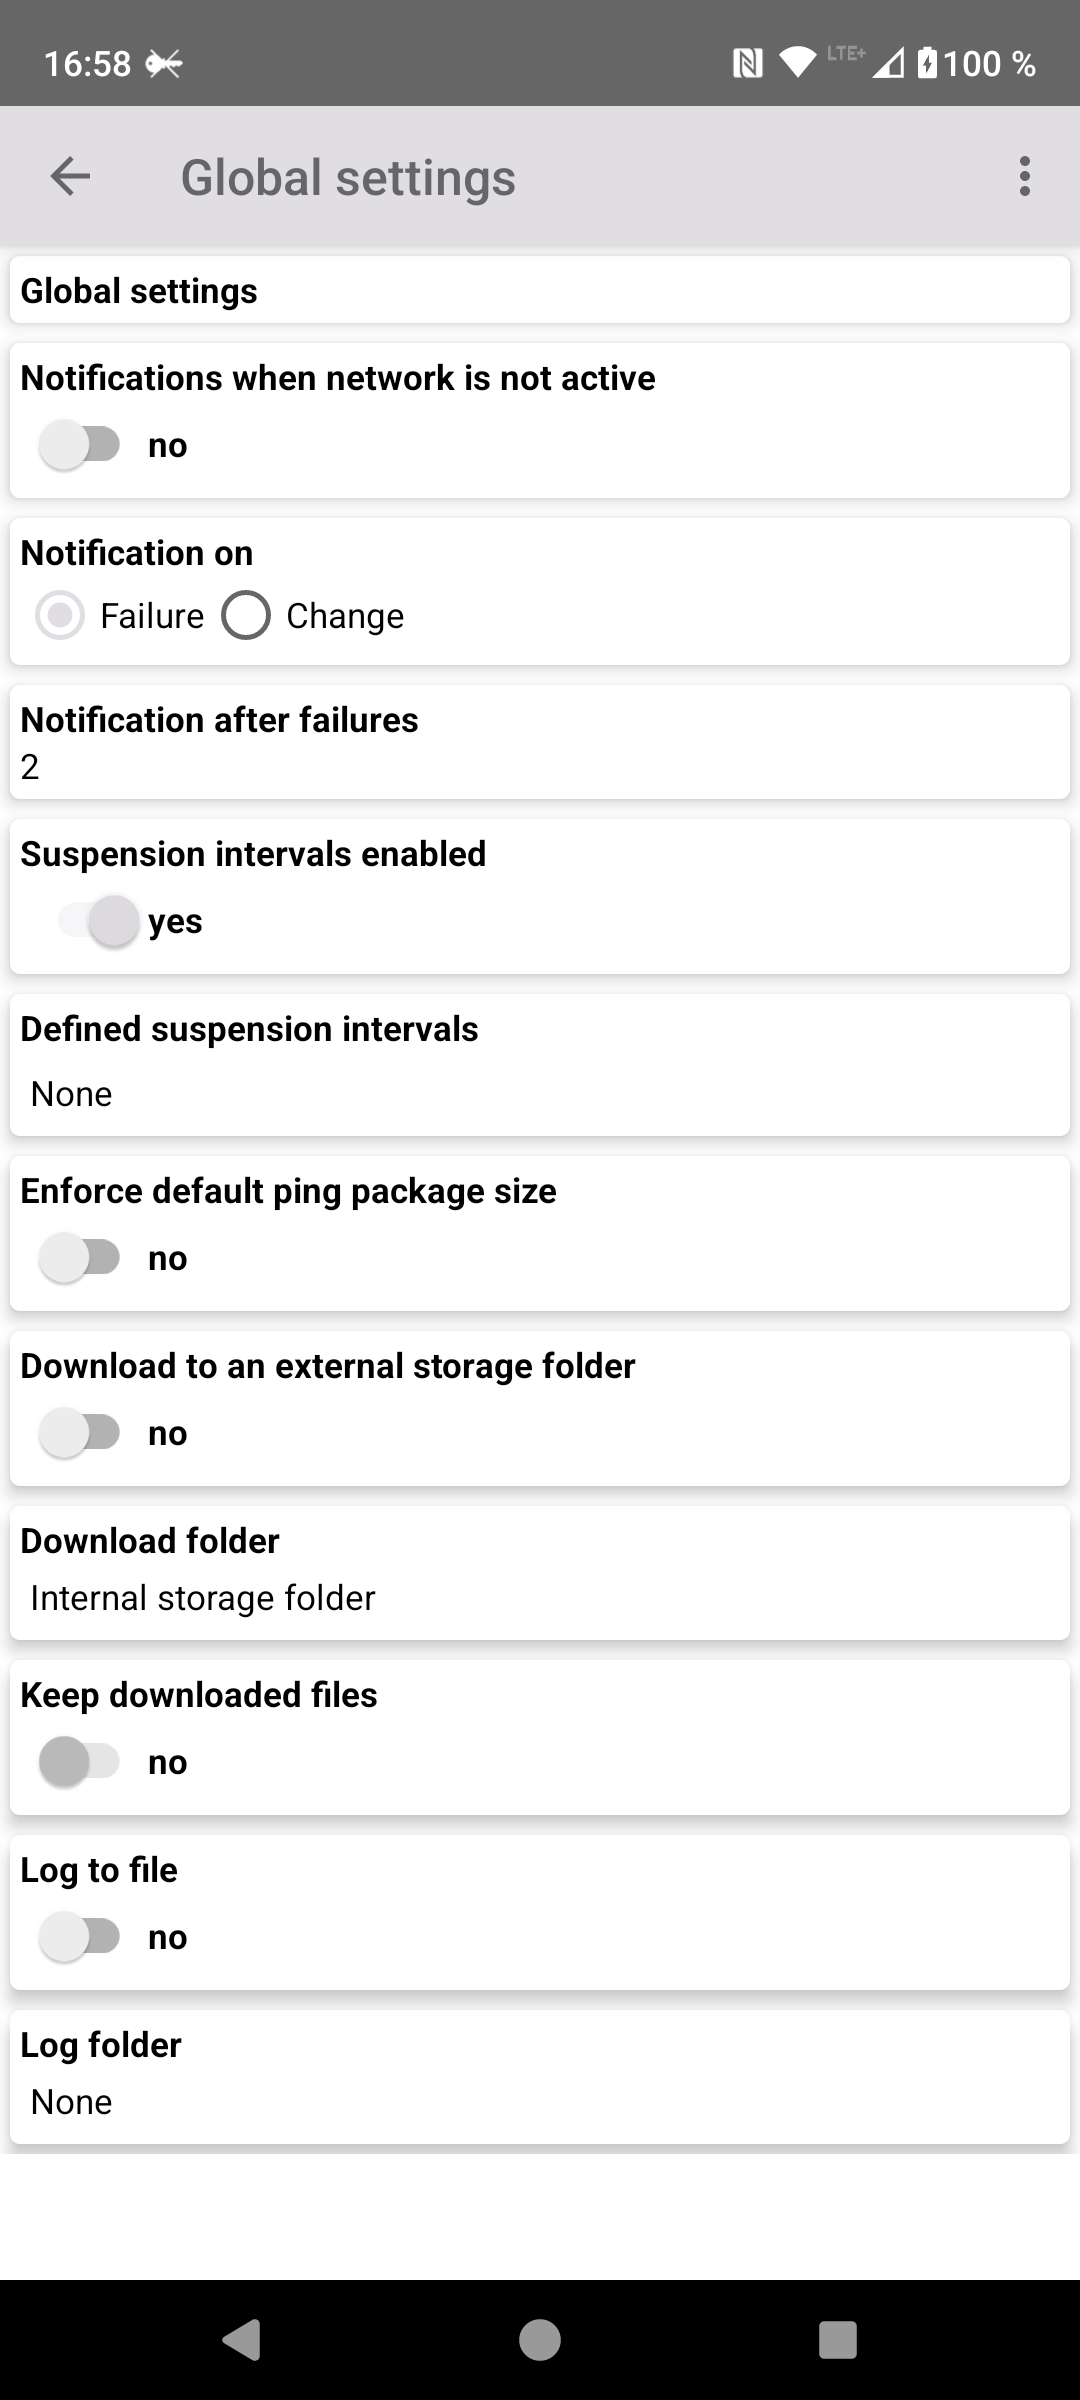 16:58 LTE+ 100 %
Global settings
Global settings
Notifications when network is not active
no
Notification on
Failure Change
Notification after failures
2
Suspension intervals enabled
yes
Defined suspension intervals
None
Enforce default ping package size
no
Download to an external storage folder
no
Download folder
Internal storage folder
Keep downloaded files
no
Log to file
no
Log folder
None